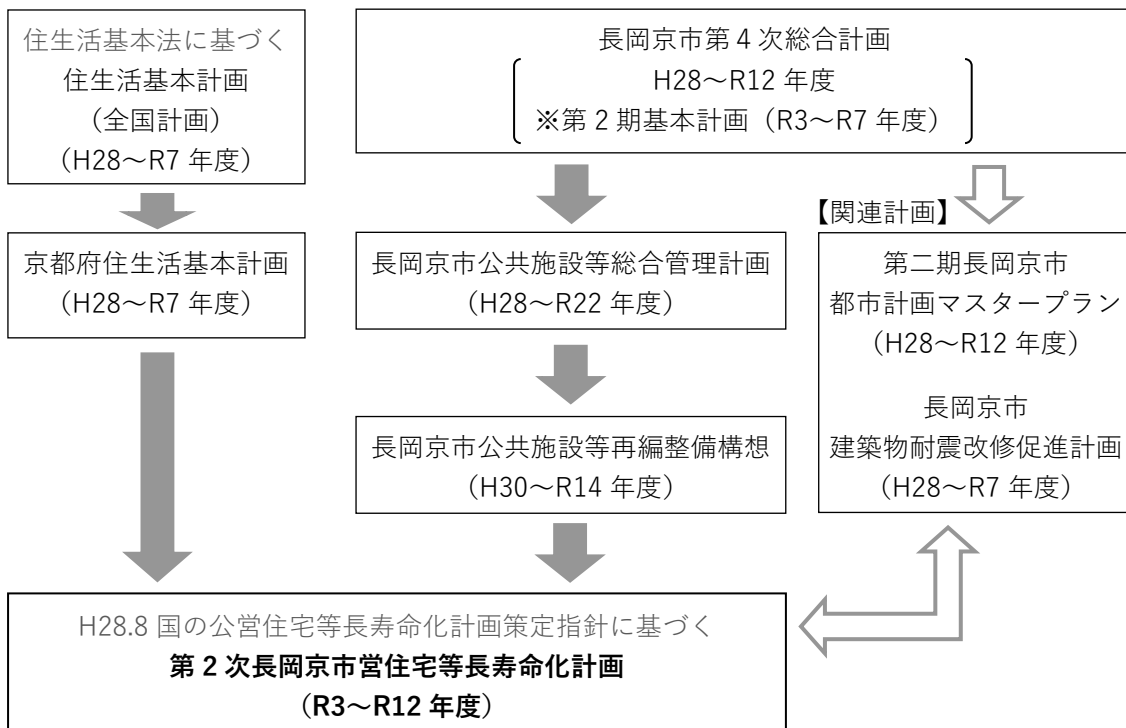 住生活基本法に基づく
住生活基本計画
（全国計画）
（H28～R7 年度）
長岡京市第 4 次総合計画
H28～R12 年度
※第 2 期基本計画（R3～R7 年度）
京都府住生活基本計画
（H28～R7 年度）
長岡京市公共施設等総合管理計画
（H28～R22 年度）
長岡京市公共施設等再編整備構想
（H30～R14 年度）
【関連計画】
第二期長岡京市
都市計画マスタープラン
（H28～R12 年度）
長岡京市
建築物耐震改修促進計画
（H28～R7 年度）
H28.8 国の公営住宅等長寿命化計画策定指針に基づく
第 2 次長岡京市営住宅等長寿命化計画
（R3～R12 年度）